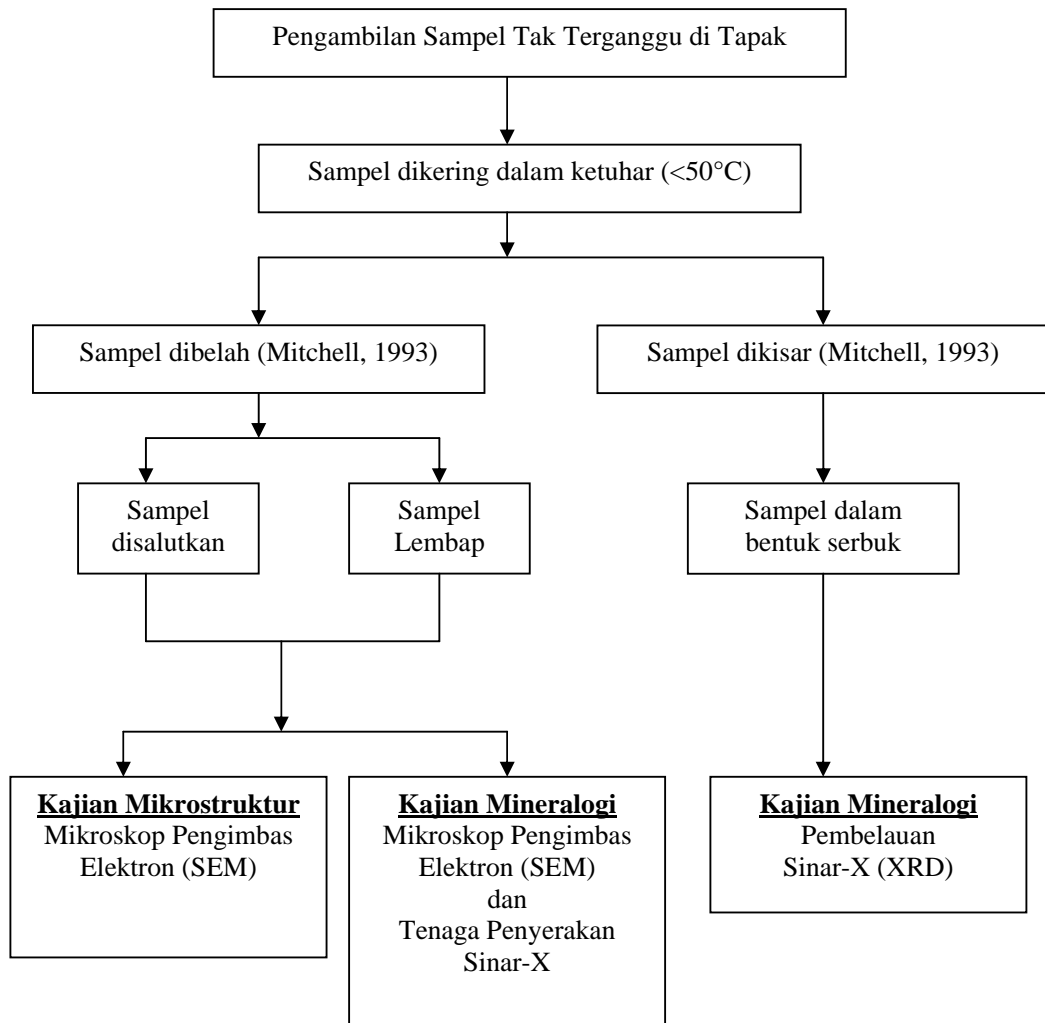 Pengambilan Sampel Tak Terganggu di Tapak
Sampel dikering dalam ketuhar (<50°C)
Sampel dibelah (Mitchell, 1993)
Sampel dikisar (Mitchell, 1993)
Sampel
disalutkan
Sampel
Lembap
Sampel dalam
bentuk serbuk
Kajian Mikrostruktur
Mikroskop Pengimbas
Elektron (SEM)
Kajian Mineralogi
Mikroskop Pengimbas
Elektron (SEM)
dan
Tenaga Penyerakan
Sinar-X
Kajian Mineralogi
Pembelauan
Sinar-X (XRD)